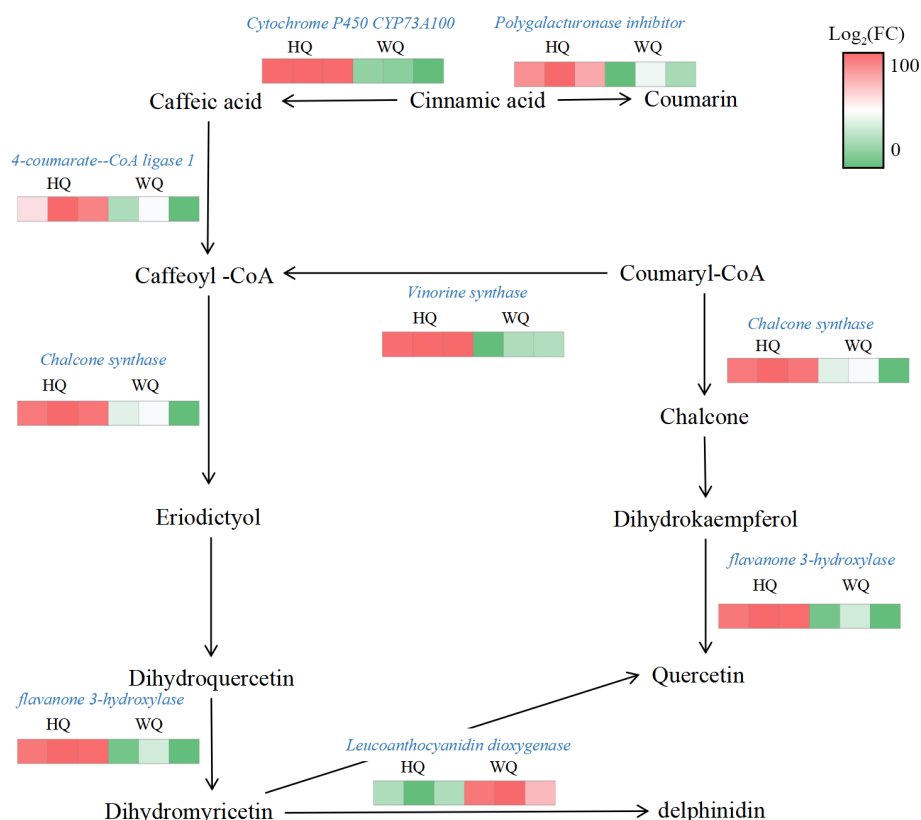 Cytochrome P450 CYP73A100
HQ WQ
Polygalacturonase inhibitor
HQ WQ
Log2(FC)
100
0
Caffeic acid
Cinnamic acid
Coumarin
4-coumarate--CoA ligase 1
HQ WQ
Caffeoyl -CoA
Coumaryl-CoA
Vinorine synthase
HQ WQ
Chalcone synthase
HQ WQ
Chalcone synthase
HQ WQ
Chalcone
Eriodictyol
Dihydrokaempferol
flavanone 3-hydroxylase
HQ WQ
Dihydroquercetin
Quercetin
flavanone 3-hydroxylase
HQ WQ
Leucoanthocyanidin dioxygenase
HQ WQ
Dihydromyricetin
delphinidin